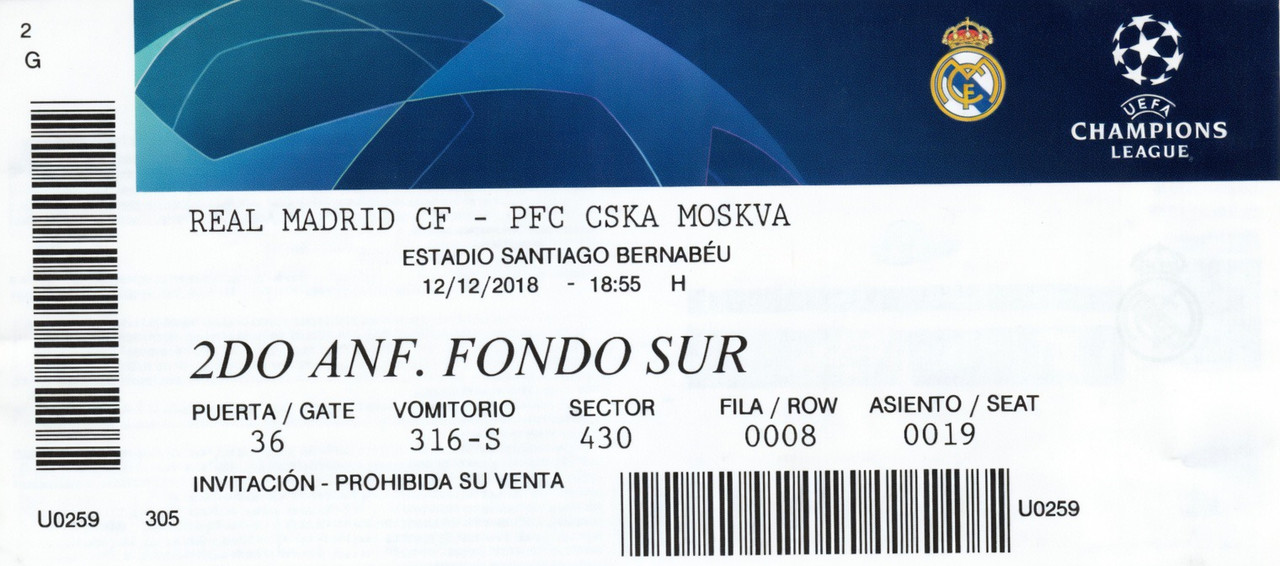 2
G
UEFA
CHAMPIONS
LEAGUE
REAL MADRID CF - PFC CSKA MOSKVA
ESTADIO SANTIAGO BERNABÉU
12/12/2018 - 18:55 H
2DO ANF. FONDO SUR
PUERTA / GATE VOMITORIO SECTOR FILA / ROW ASIENTO / SEAT
36 316-S 430 0008 0019
INVITACIÓN - PROHIBIDA SU VENTA
U0259 305 U0259